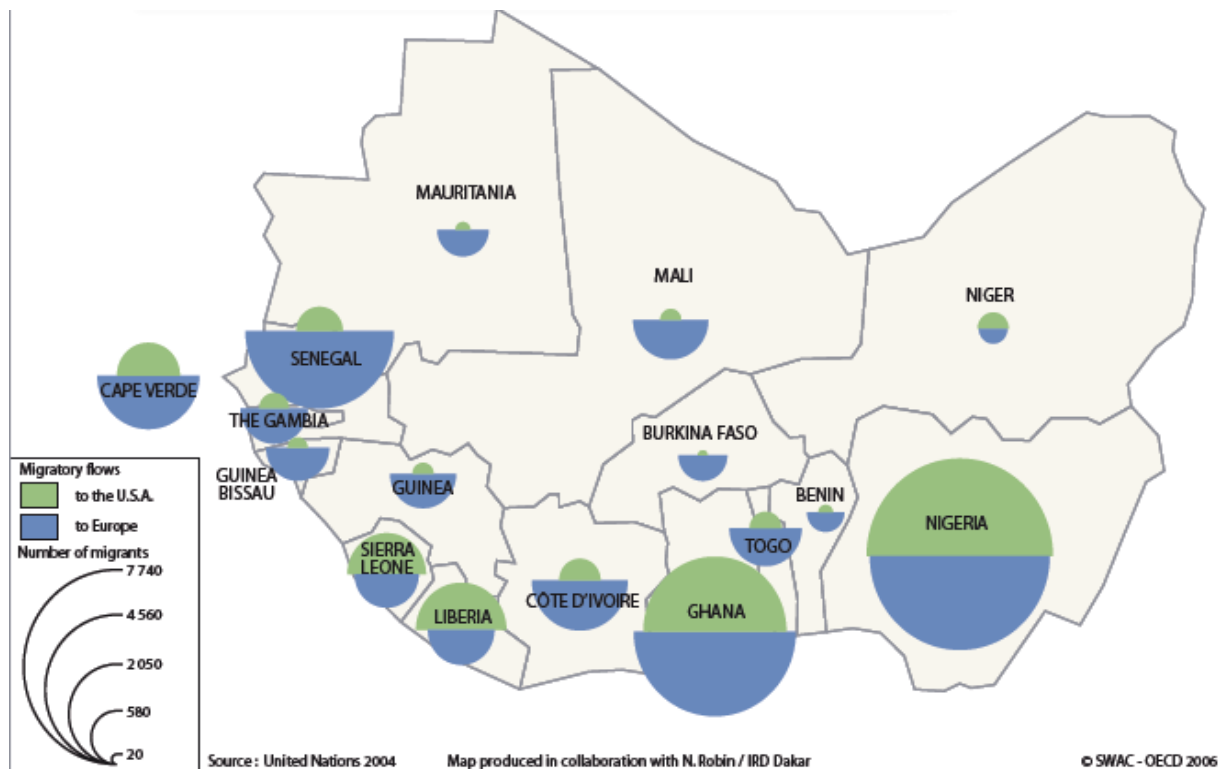 MAURITANIA
MALI
NIGER
SENEGAL
CAPE VERDE
THE GAMBIA
BURKINA FASO
GUINEA
BISSAU
GUINEA
BENIN
NIGERIA
TOGO
SIERRA
LEONE
CÔTE D'IVOIRE
GHANA
LIBERIA
Migratory flows
to the U.S.A.
to Europe
Number of migrants
7 740
4 560
2 050
580
20
Source : United Nations 2004
Map produced in collaboration with N. Robin / IRD Dakar
© SWAC - OECD 2006